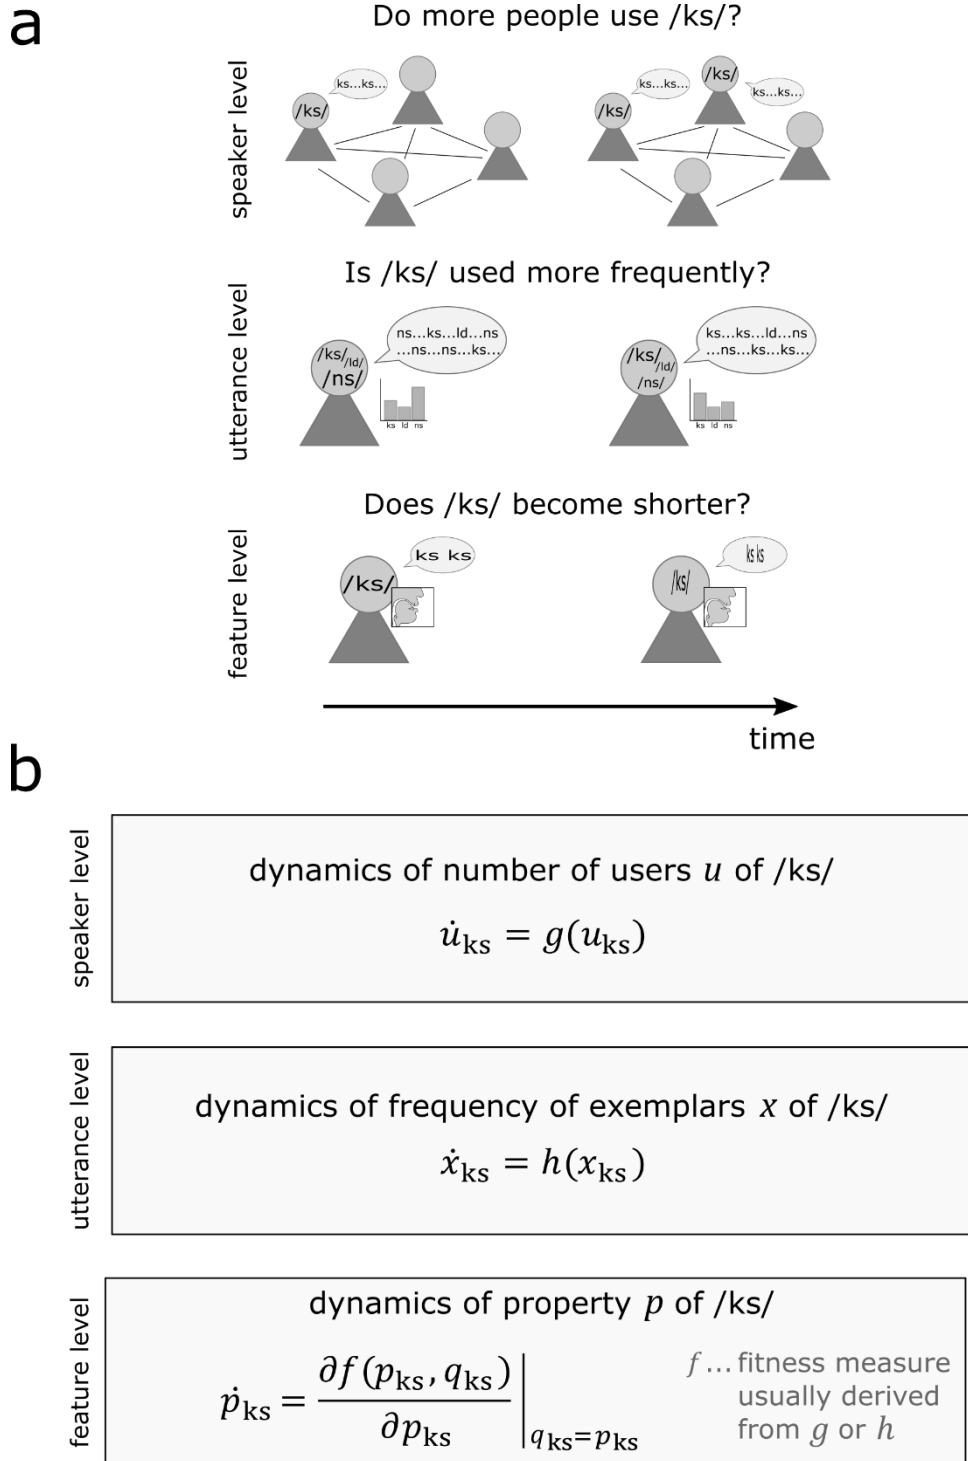 a
Do more people use /ks/?
speaker level
ks...ks...
/ks/
ks...ks...
/ks/
ks...ks...
/ks/
Is /ks/ used more frequently?
utterance level
ns...ks...ld...ns
...ns...ns...ks...
/ks/
/ld/
/ns/
ks ld ns
ks...ks...ld...ns
...ns...ks...ks...
/ks/
/ld/
/ns/
ks ld ns
Does /ks/ become shorter?
feature level
ks ks
/ks/
ks ks
/ks/
time
b
speaker level
dynamics of number of users u of /ks/
u̇ks = g(uks)
utterance level
dynamics of frequency of exemplars x of /ks/
ẋks = h(xks)
feature level
dynamics of property p of /ks/
ṗks = ∂f(pks, qks) / ∂pks |qks=pks
f ... fitness measure
usually derived
from g or h